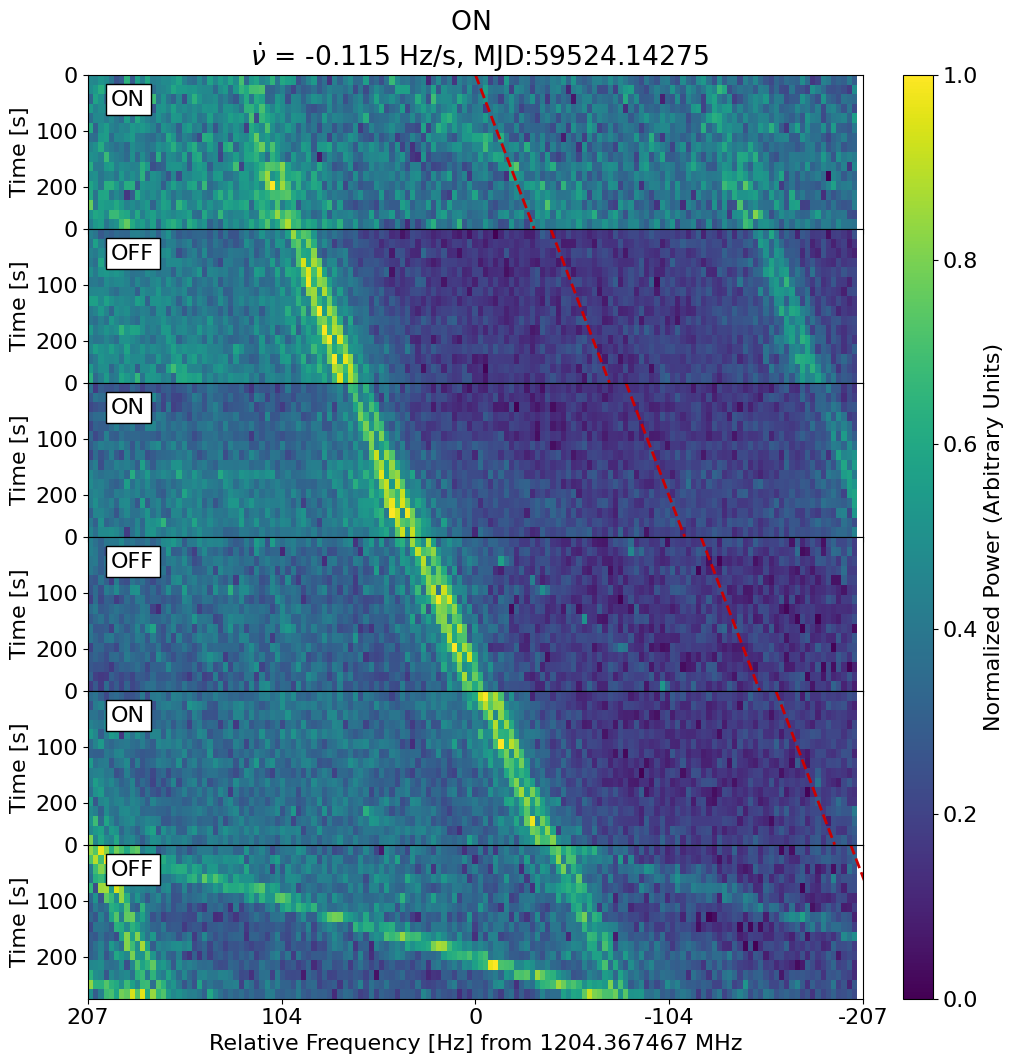 ON
ν̇ = -0.115 Hz/s, MJD:59524.14275
0
100
200
Time [s]
ON
0
100
200
Time [s]
OFF
0
100
200
Time [s]
ON
0
100
200
Time [s]
OFF
0
100
200
Time [s]
ON
0
100
200
Time [s]
OFF
207 104 0 -104 -207
Relative Frequency [Hz] from 1204.367467 MHz
1.0
0.8
0.6
0.4
0.2
0.0
Normalized Power (Arbitrary Units)